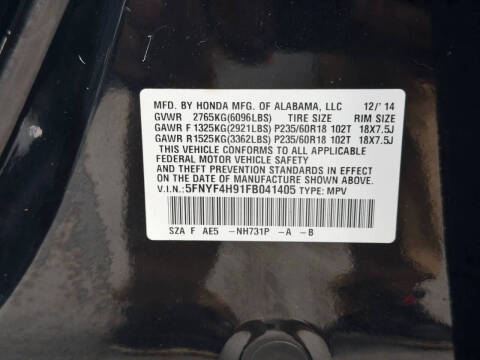 MFD. BY HONDA MFG. OF ALABAMA, LLC 12/' 14
GVWR 2765KG(6096LBS) TIRE SIZE RIM SIZE
GAWR F 1325KG(2921LBS) P235/60R18 102T 18X7.5J
GAWR R 1525KG(3362LBS) P235/60R18 102T 18X7.5J
THIS VEHICLE CONFORMS TO ALL APPLICABLE
FEDERAL MOTOR VEHICLE SAFETY
AND THEFT PREVENTION STANDARDS IN EFFECT
ON THE DATE OF MANUFACTURE SHOWN ABOVE.
V.I.N.: 5FNYF4H91FB041405 TYPE: MPV
SZA F AE5 -NH731P -A -B